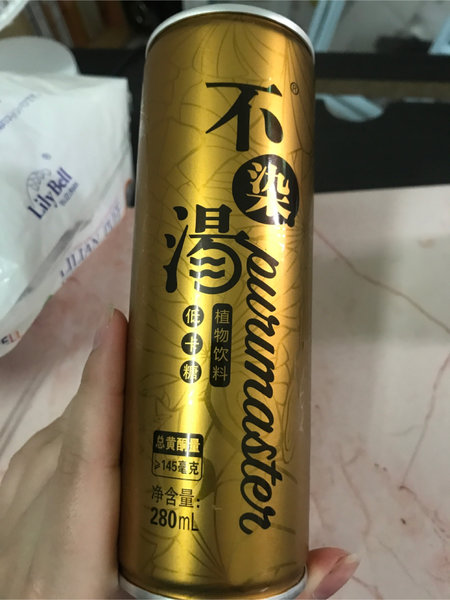 不染湯
®
purumaster
低卡糖
植物饮料
总黄酮量
≥145毫克
净含量:
280mL
Lily Bell